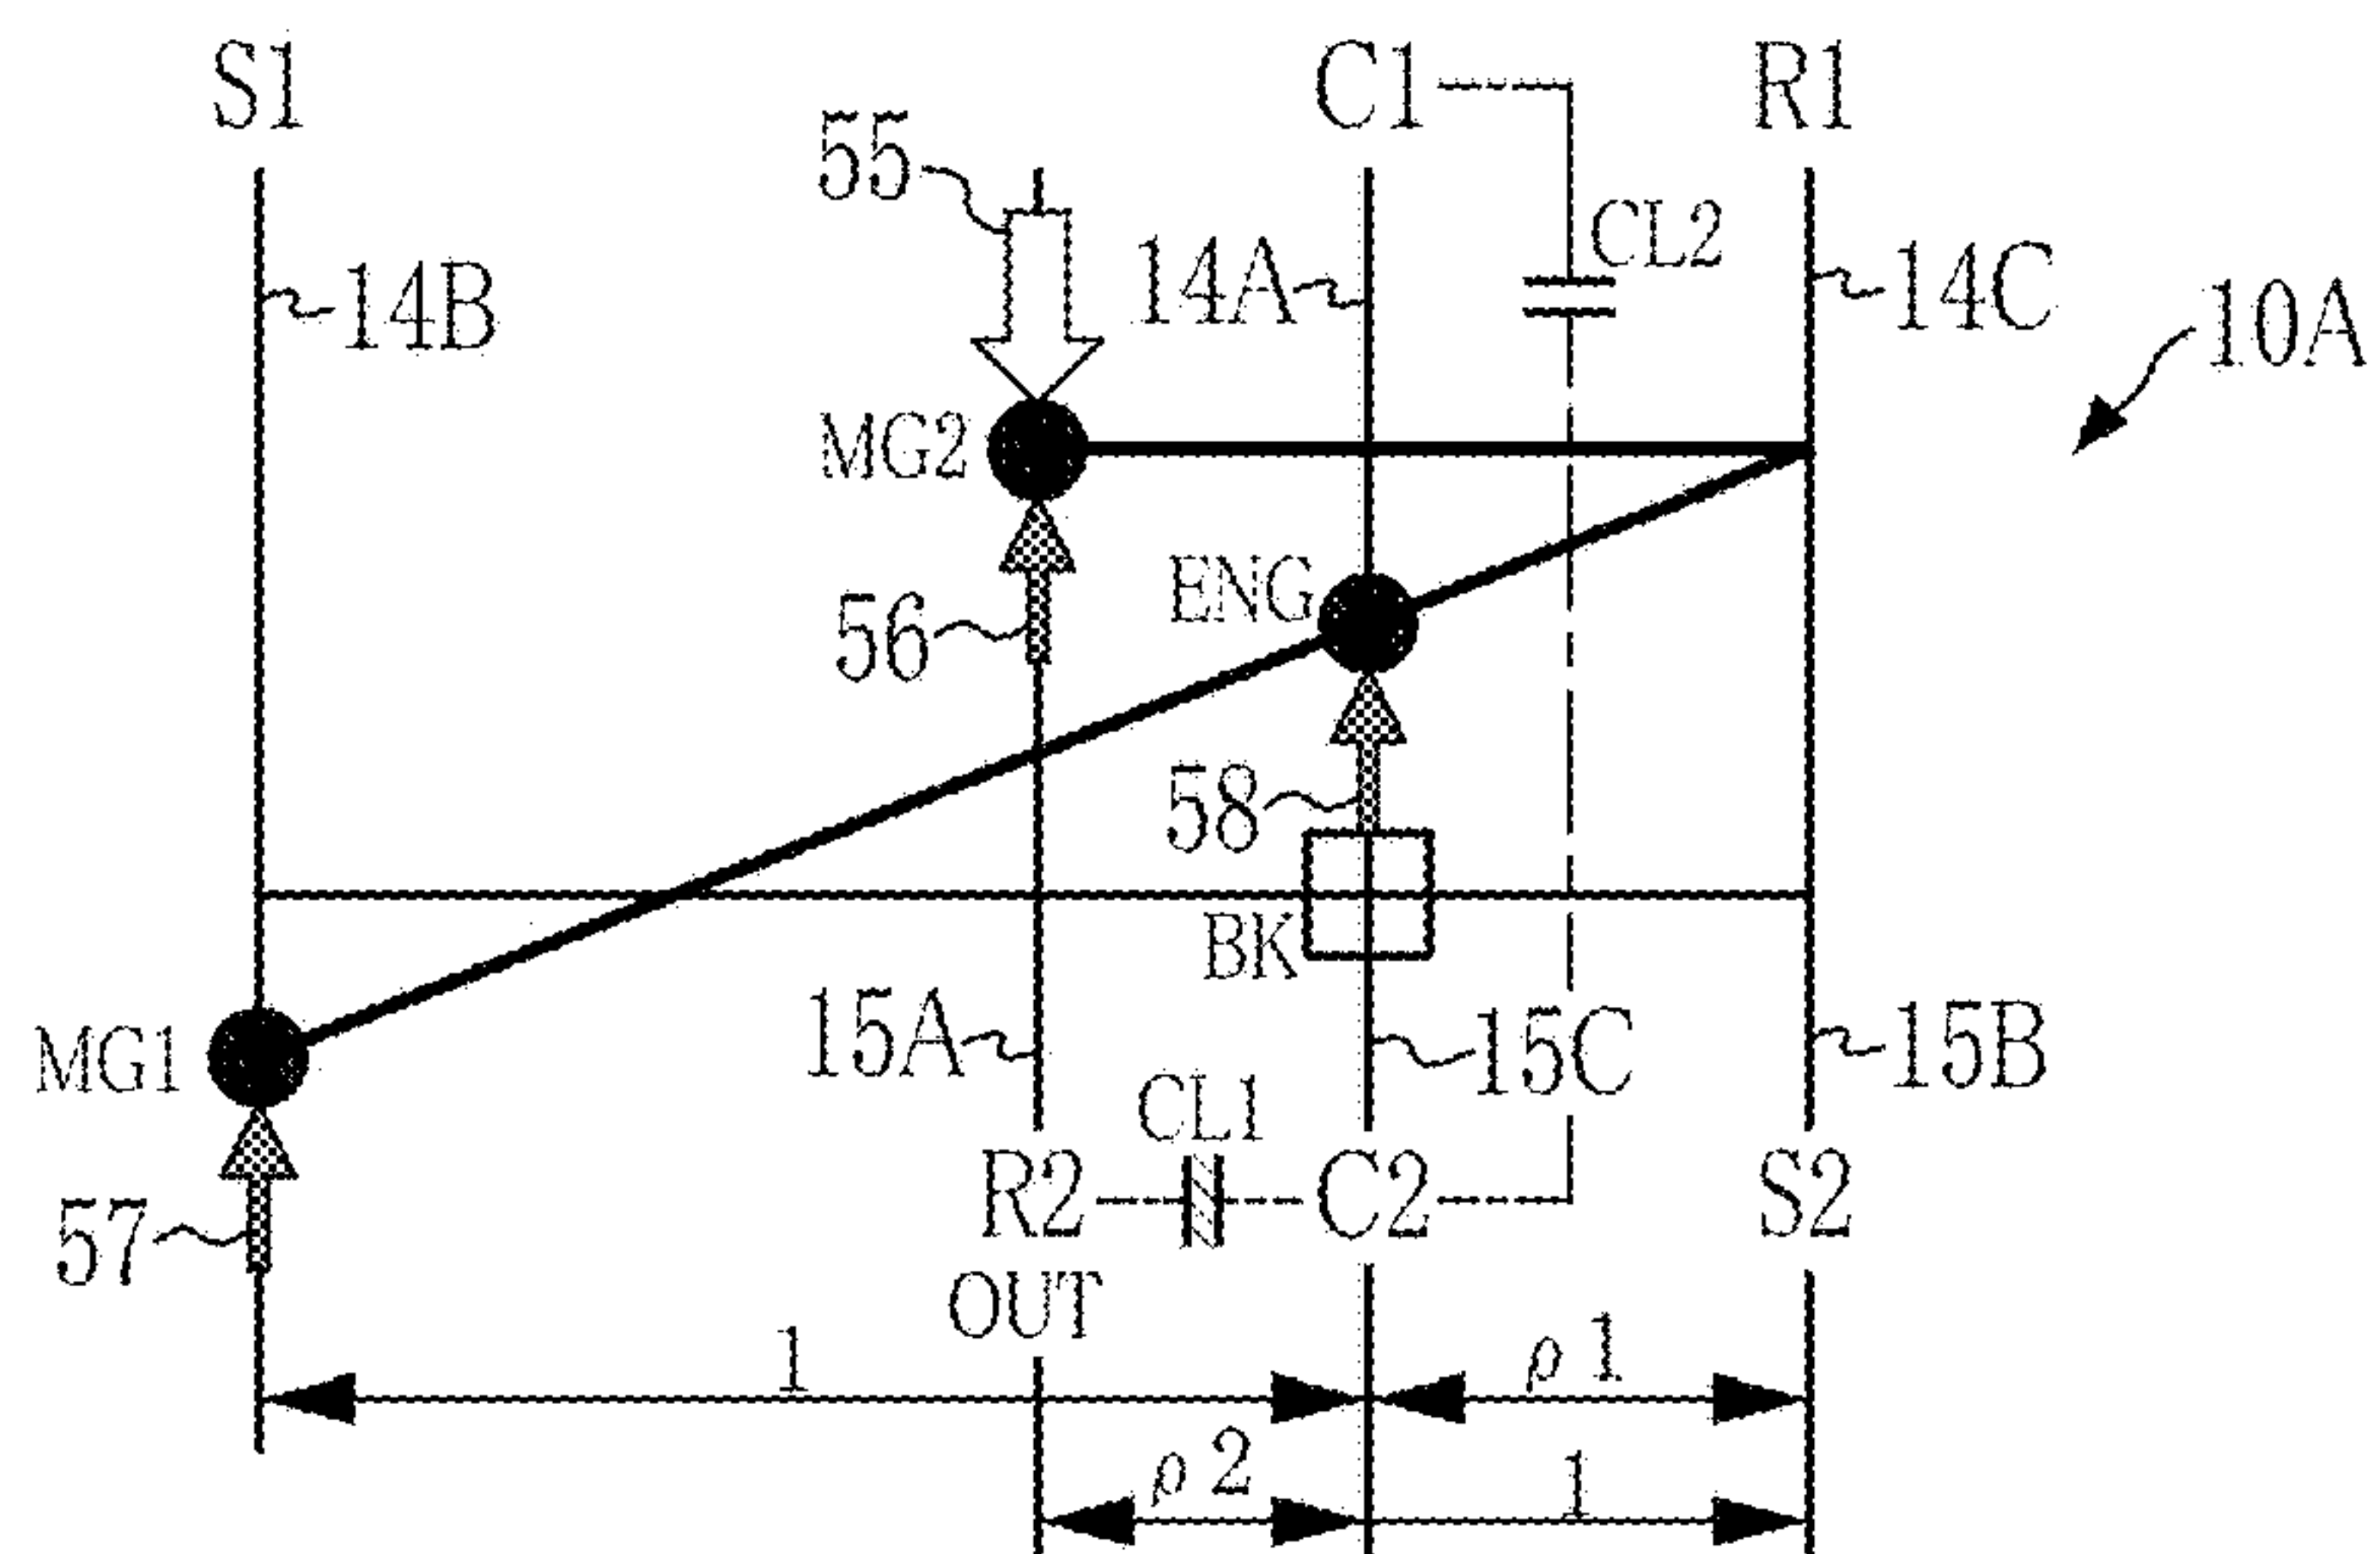 S1 C1 R1
55
CL2
14B 14A 14C
10A
MG2
ENG
56
58
BK
15A 15C 15B
MG1
CL1
R2 C2 S2
57
OUT
1 ρ1
ρ2 1